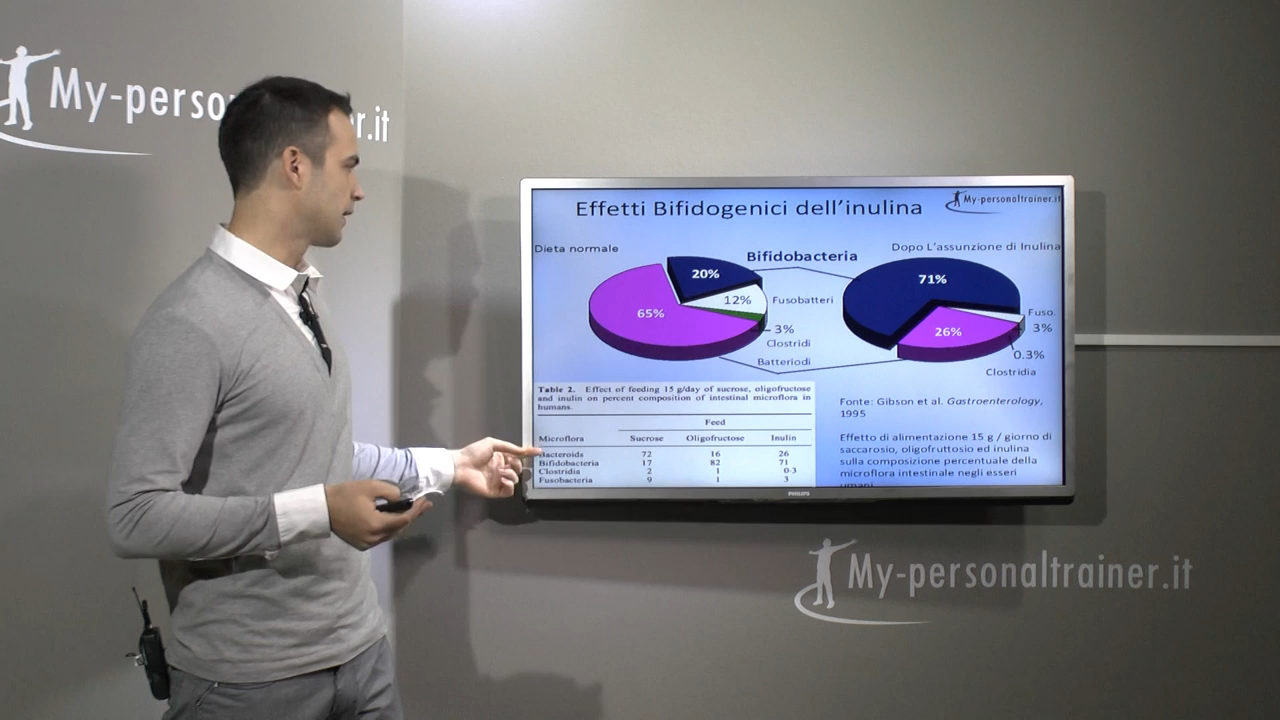 My-perso
r.it
Effetti Bifidogenici dell'inulina
My-personaltrainer.it
Dieta normale
Bifidobacteria
Dopo L'assunzione di Inulina
20%
71%
12%
Fusobatteri
65%
3%
Clostridi
Batteriodi
Fuso.
3%
26%
0.3%
Clostridia
Table 2. Effect of feeding 15 g/day of sucrose, oligofructose
and inulin on percent composition of intestinal microflora in
humans.
Feed
Microflora Sucrose Oligofructose Inulin
Bacteroids 72 16 26
Bifidobacteria 17 82 71
Clostridia 2 1 0·3
Fusobacteria 9 1 3
Fonte: Gibson et al. Gastroenterology,
1995
Effetto di alimentazione 15 g / giorno di
saccarosio, oligofruttosio ed inulina
sulla composizione percentuale della
microflora intestinale negli esseri
umani
PHILIPS
My-personaltrainer.it